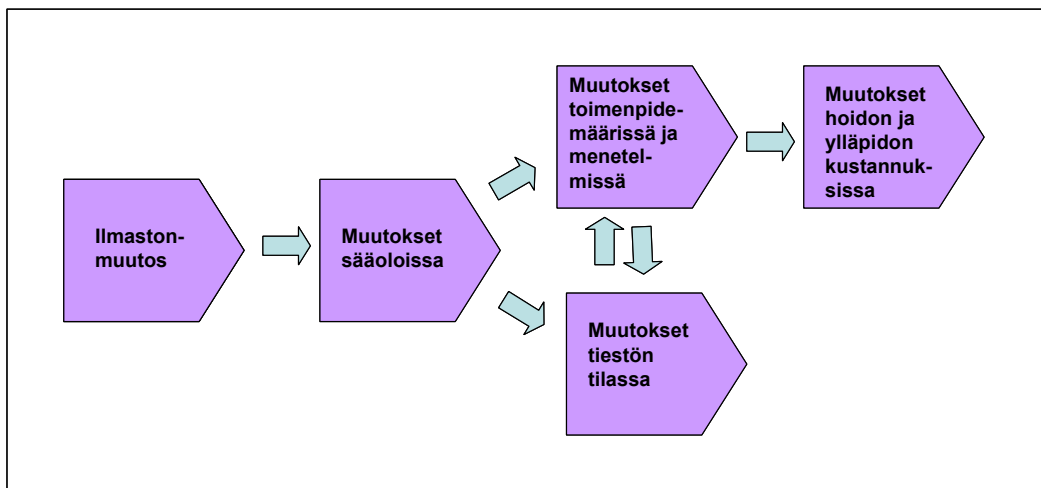 Ilmaston-
muutos
Muutokset
sääoloissa
Muutokset
toimenpide-
määrissä ja
menetel-
missä
Muutokset
hoidon ja
ylläpidon
kustannuk-
sissa
Muutokset
tiestön
tilassa